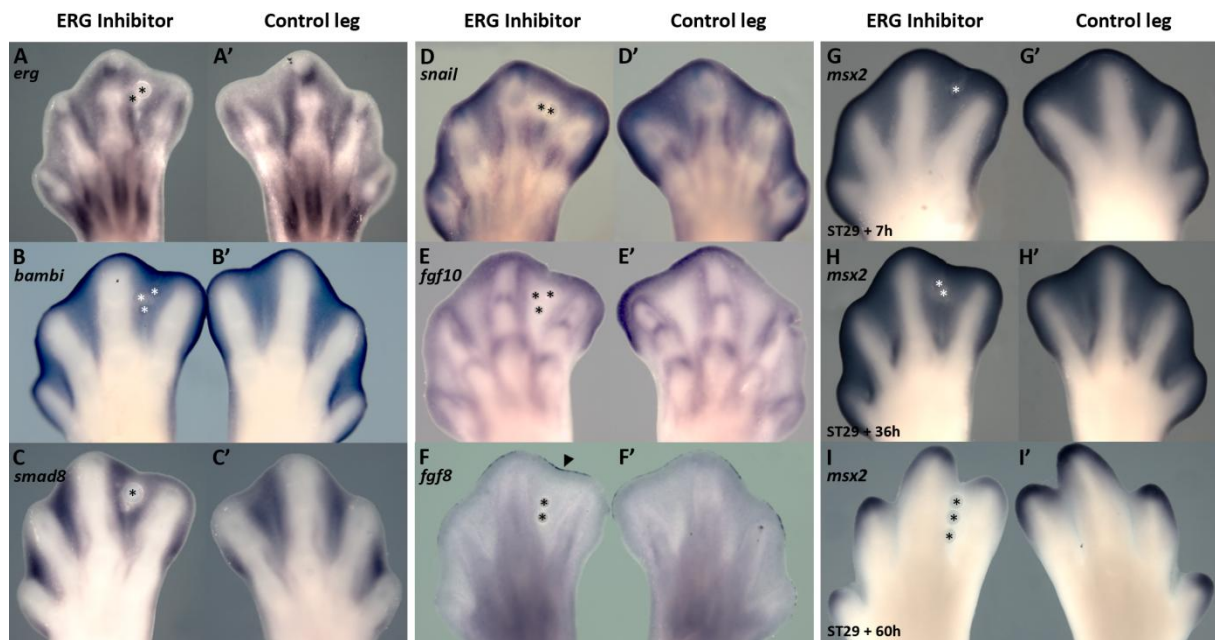 ERG Inhibitor Control leg ERG Inhibitor Control leg ERG Inhibitor Control leg
A A' D D' G G'
erg snail msx2
ST29 + 7h
B B' E E' H H'
bambi fgf10 msx2
ST29 + 36h
C C' F F' I I'
smad8 fgf8 msx2
ST29 + 60h